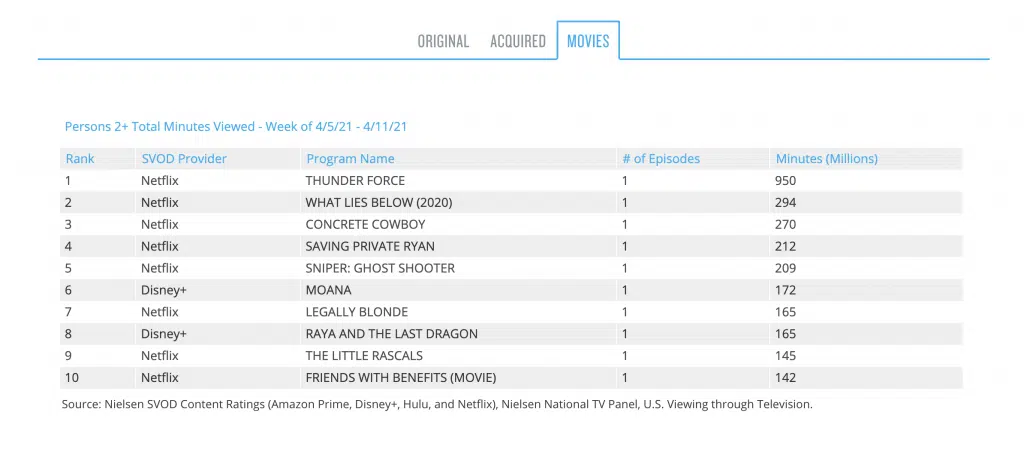 ORIGINAL ACQUIRED MOVIES
Persons 2+ Total Minutes Viewed - Week of 4/5/21 - 4/11/21
Rank SVOD Provider Program Name # of Episodes Minutes (Millions)
1 Netflix THUNDER FORCE 1 950
2 Netflix WHAT LIES BELOW (2020) 1 294
3 Netflix CONCRETE COWBOY 1 270
4 Netflix SAVING PRIVATE RYAN 1 212
5 Netflix SNIPER: GHOST SHOOTER 1 209
6 Disney+ MOANA 1 172
7 Netflix LEGALLY BLONDE 1 165
8 Disney+ RAYA AND THE LAST DRAGON 1 165
9 Netflix THE LITTLE RASCALS 1 145
10 Netflix FRIENDS WITH BENEFITS (MOVIE) 1 142
Source: Nielsen SVOD Content Ratings (Amazon Prime, Disney+, Hulu, and Netflix), Nielsen National TV Panel, U.S. Viewing through Television.